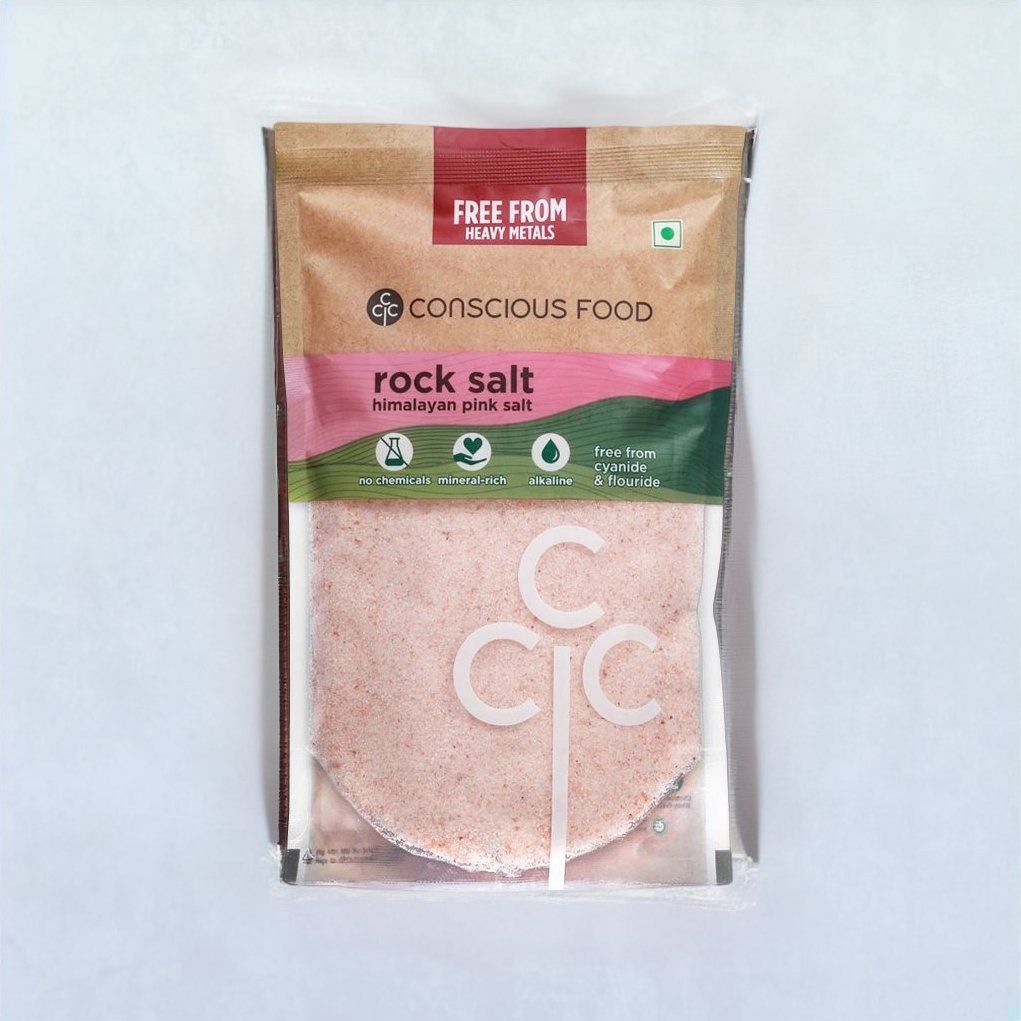 FREE FROM
HEAVY METALS
CCC CONSCIOUS FOOD
rock salt
himalayan pink salt
no chemicals mineral-rich alkaline
free from
cyanide
& flouride
C
C C